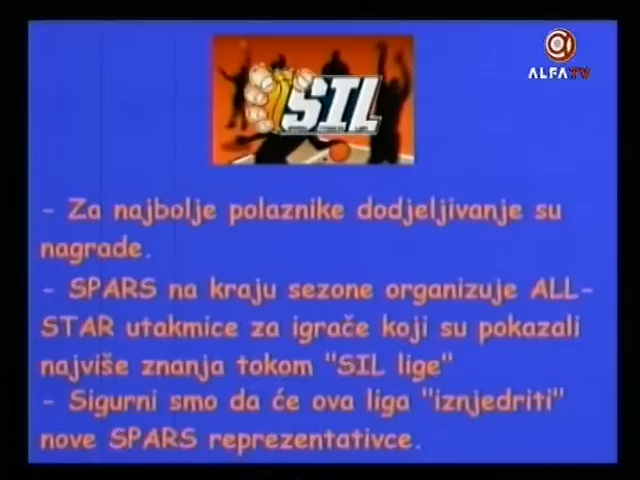 ALFA TV
SIL
- Za najbolje polaznike dodjeljivanje su
nagrade.
- SPARS na kraju sezone organizuje ALL-
STAR utakmice za igrače koji su pokazali
najviše znanja tokom "SIL lige"
- Sigurni smo da će ova liga "iznjedriti"
nove SPARS reprezentativce.